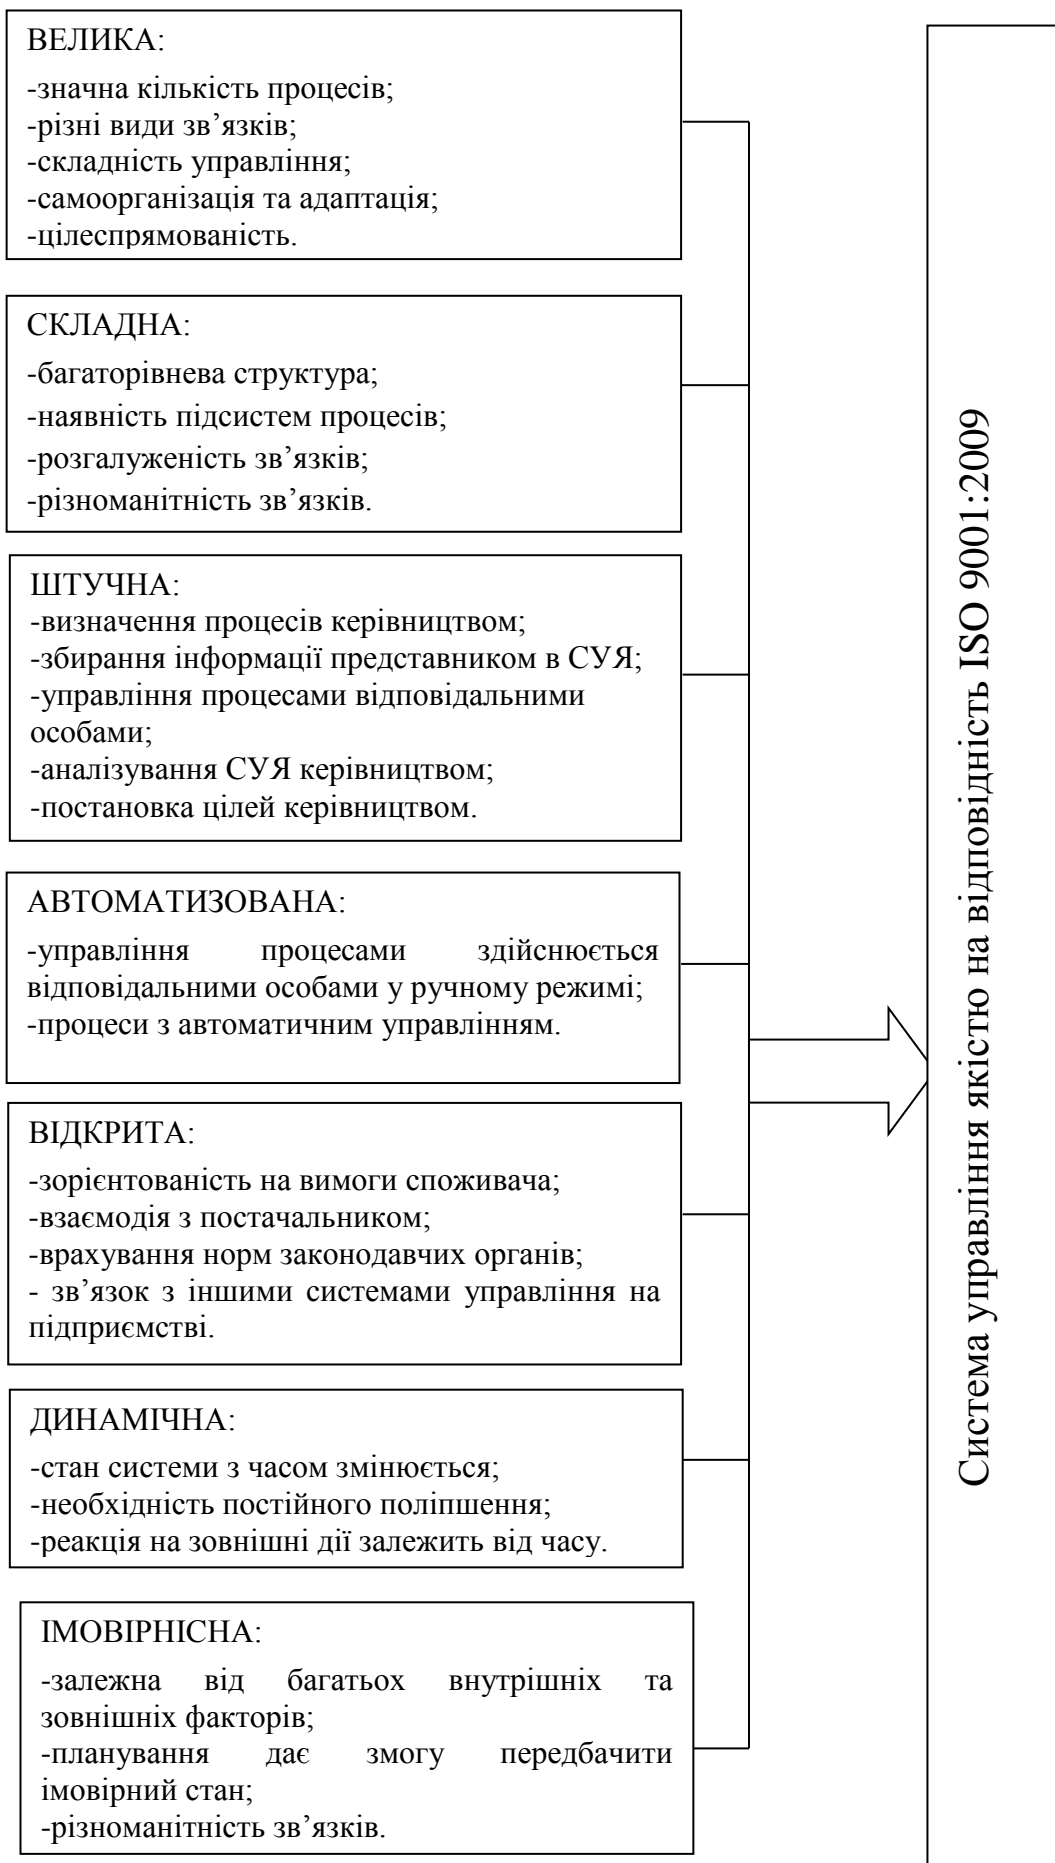 ВЕЛИКА:
-значна кількість процесів;
-різні види зв’язків;
-складність управління;
-самоорганізація та адаптація;
-цілеспрямованість.
СКЛАДНА:
-багаторівнева структура;
-наявність підсистем процесів;
-розгалуженість зв’язків;
-різноманітність зв’язків.
ШТУЧНА:
-визначення процесів керівництвом;
-збирання інформації представником в СУЯ;
-управління процесами відповідальними
особами;
-аналізування СУЯ керівництвом;
-постановка цілей керівництвом.
АВТОМАТИЗОВАНА:
-управління процесами здійснюється
відповідальними особами у ручному режимі;
-процеси з автоматичним управлінням.
ВІДКРИТА:
-зорієнтованість на вимоги споживача;
-взаємодія з постачальником;
-врахування норм законодавчих органів;
- зв’язок з іншими системами управління на
підприємстві.
ДИНАМІЧНА:
-стан системи з часом змінюється;
-необхідність постійного поліпшення;
-реакція на зовнішні дії залежить від часу.
ІМОВІРНІСНА:
-залежна від багатьох внутрішніх та
зовнішніх факторів;
-планування дає змогу передбачити
імовірний стан;
-різноманітність зв’язків.
Система управління якістю на відповідність ISO 9001:2009